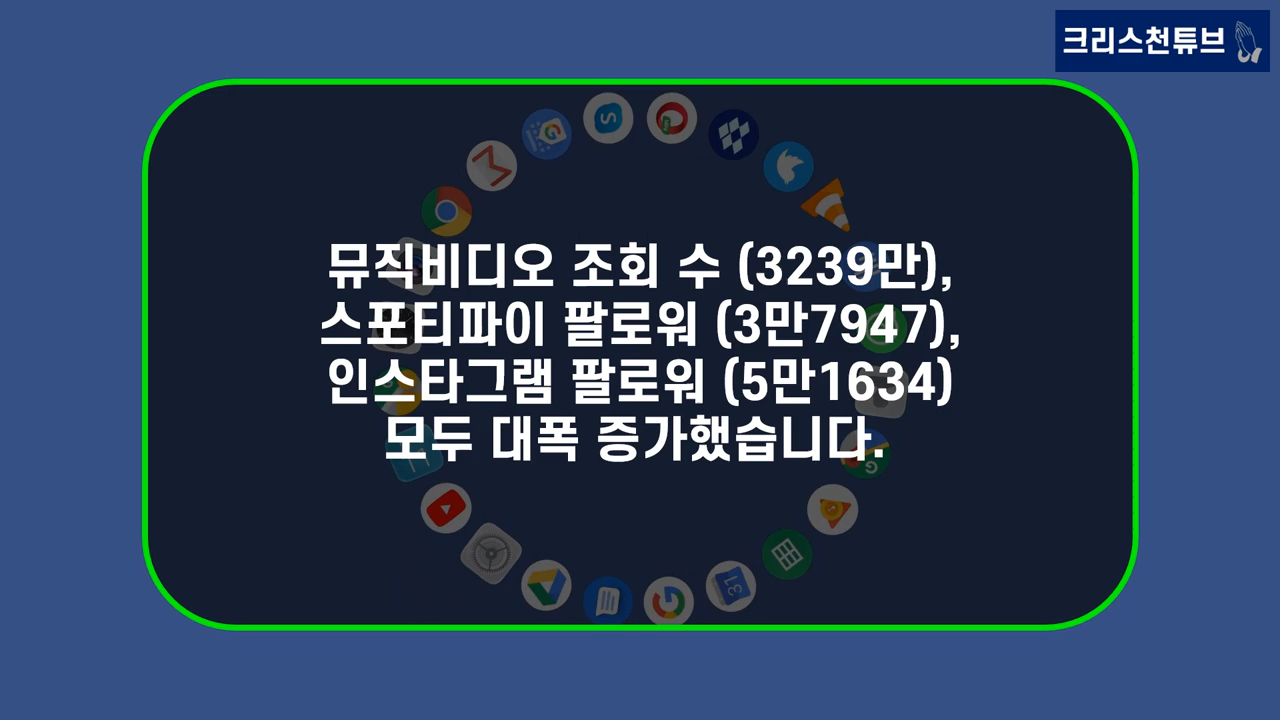 크리스천튜브
뮤직비디오 조회 수 (3239만),
스포티파이 팔로워 (3만7947),
인스타그램 팔로워 (5만1634)
모두 대폭 증가했습니다.
31